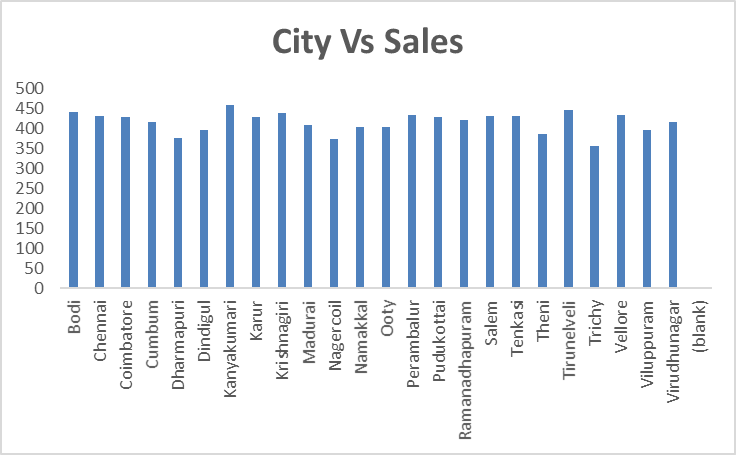 City Vs Sales
500
450
400
350
300
250
200
150
100
50
0
Bodi
Chennai
Coimbatore
Cumbum
Dharmapuri
Dindigul
Kanyakumari
Karur
Krishnagiri
Madurai
Nagercoil
Namakkal
Ooty
Perambalur
Pudukottai
Ramanadhapuram
Salem
Tenkasi
Theni
Tirunelveli
Trichy
Vellore
Viluppuram
Virudhunagar
(blank)